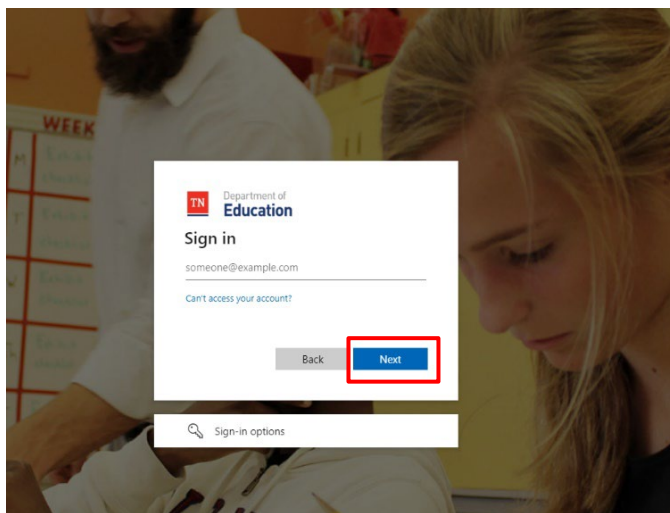 WEEK
M
T
TN
Department of
Education
Sign in
someone@example.com
Can't access your account?
Back
Next
Sign-in options